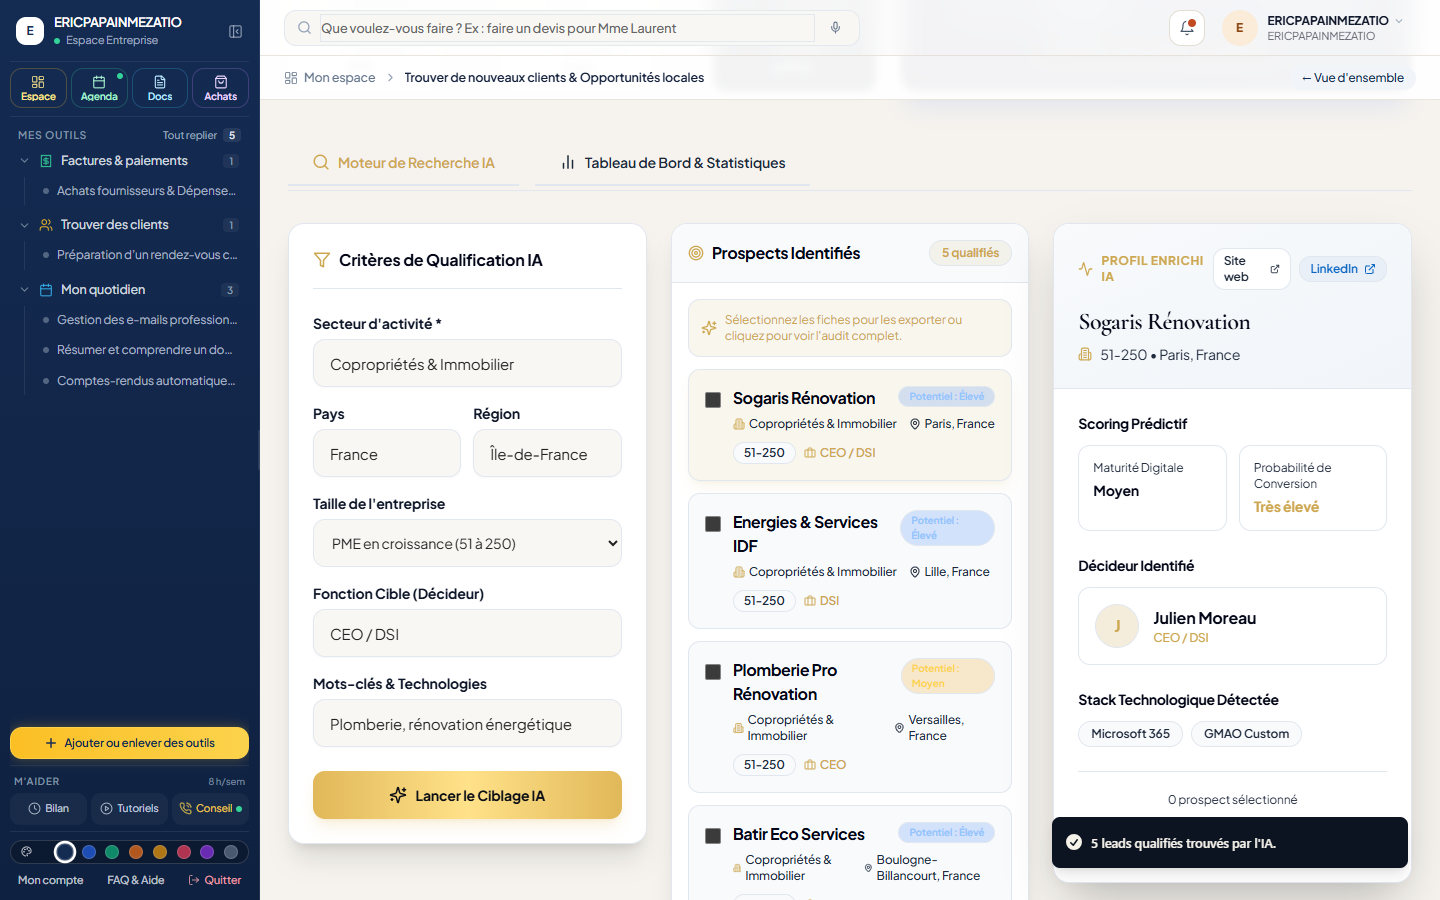 E
ERICPAPAINMEZATIO
Espace Entreprise
Espace
Agenda
Docs
Achats
MES OUTILS
Tout replier
5
Factures & paiements
1
Achats fournisseurs & Dépense...
Trouver des clients
1
Préparation d'un rendez-vous c...
Mon quotidien
3
Gestion des e-mails profession...
Résumer et comprendre un do...
Comptes-rendus automatique...
Ajouter ou enlever des outils
M'AIDER
8 h/sem
Bilan
Tutoriels
Conseil
Mon compte
FAQ & Aide
Quitter
Que voulez-vous faire ? Ex : faire un devis pour Mme Laurent
E
ERICPAPAINMEZATIO
ERICPAPAINMEZATIO
Mon espace
Trouver de nouveaux clients & Opportunités locales
← Vue d'ensemble
Moteur de Recherche IA
Tableau de Bord & Statistiques
Critères de Qualification IA
Secteur d'activité *
Copropriétés & Immobilier
Pays
Région
France
Île-de-France
Taille de l'entreprise
PME en croissance (51 à 250)
Fonction Cible (Décideur)
CEO / DSI
Mots-clés & Technologies
Plomberie, rénovation énergétique
Lancer le Ciblage IA
Prospects Identifiés
5 qualifiés
Sélectionnez les fiches pour les exporter ou
cliquez pour voir l'audit complet.
Sogaris Rénovation
Potentiel : Élevé
Copropriétés & Immobilier
Paris, France
51-250
CEO / DSI
Energies & Services
IDF
Potentiel :
Élevé
Copropriétés & Immobilier
Lille, France
51-250
DSI
Plomberie Pro
Rénovation
Potentiel :
Moyen
Copropriétés &
Immobilier
Versailles,
France
51-250
CEO
Batir Eco Services
Potentiel : Élevé
Copropriétés &
Immobilier
Boulogne-
Billancourt, France
PROFIL ENRICHI
IA
Site
web
LinkedIn
Sogaris Rénovation
51-250 • Paris, France
Scoring Prédictif
Maturité Digitale
Moyen
Probabilité de
Conversion
Très élevé
Décideur Identifié
J
Julien Moreau
CEO / DSI
Stack Technologique Détectée
Microsoft 365
GMAO Custom
0 prospect sélectionné
5 leads qualifiés trouvés par l'IA.